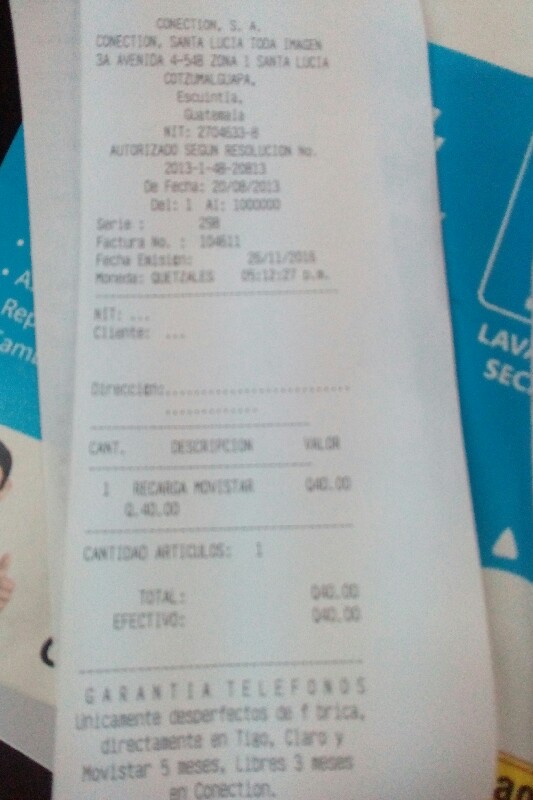 CONECTION, S. A.
CONECTION, SANTA LUCIA TODA IMAGEN
3A AVENIDA 4-54B ZONA 1 SANTA LUCIA
COTZUMALGUAPA,
Escuintla,
Guatemala
NIT: 2704633-8
AUTORIZADO SEGUN RESOLUCION No.
2013-1-48-20813
De Fecha: 20/08/2013
Del: 1 Al: 1000000
Serie : 29B
Factura No. : 104611
Fecha Emision: 26/11/2016
Moneda: QUETZALES 05:12:27 p.m.
NIT: ...
Cliente: ...
Direccion:..............................
..............
CANT. DESCRIPCION VALOR
1 RECARGA MOVISTAR Q40.00
Q.40.00
CANTIDAD ARTICULOS: 1
TOTAL: Q40.00
EFECTIVO: Q40.00
GARANTIA TELEFONOS
Unicamente desperfectos de f brica,
directamente en Tigo, Claro y
Movistar 5 meses, Libres 3 meses
en Conection.
LAVA
SEC
Rep
ami